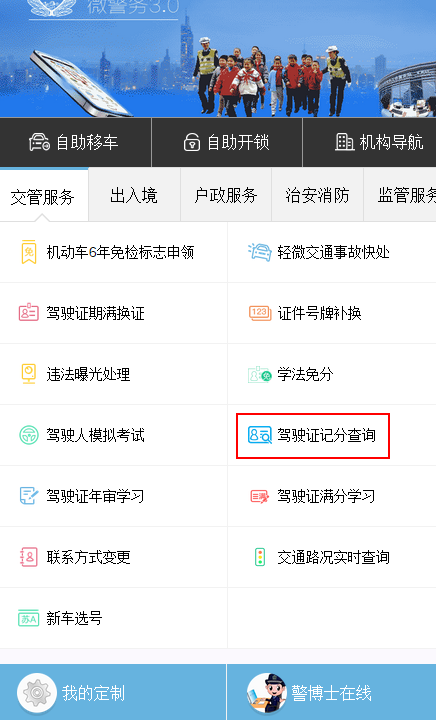 微警务3.0
自助移车 自助开锁 机构导航
交管服务 出入境 户政服务 治安消防 监管服务
机动车6年免检标志申领 轻微交通事故快处
驾驶证期满换证 证件号牌补换
违法曝光处理 学法免分
驾驶人模拟考试 驾驶证记分查询
驾驶证年审学习 驾驶证满分学习
联系方式变更 交通路况实时查询
新车选号
我的定制 警博士在线